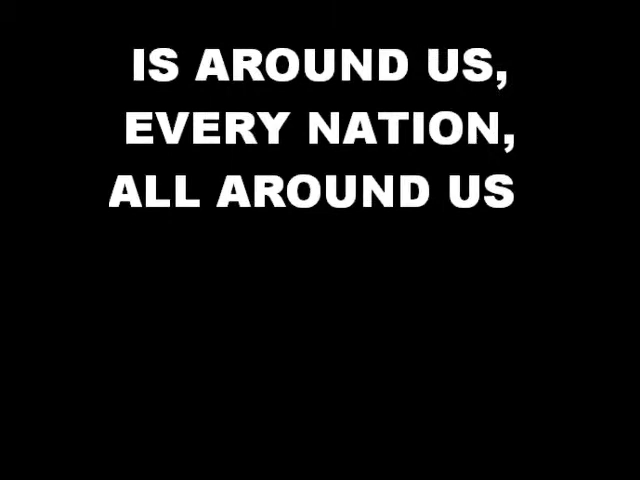 IS AROUND US,
EVERY NATION,
ALL AROUND US